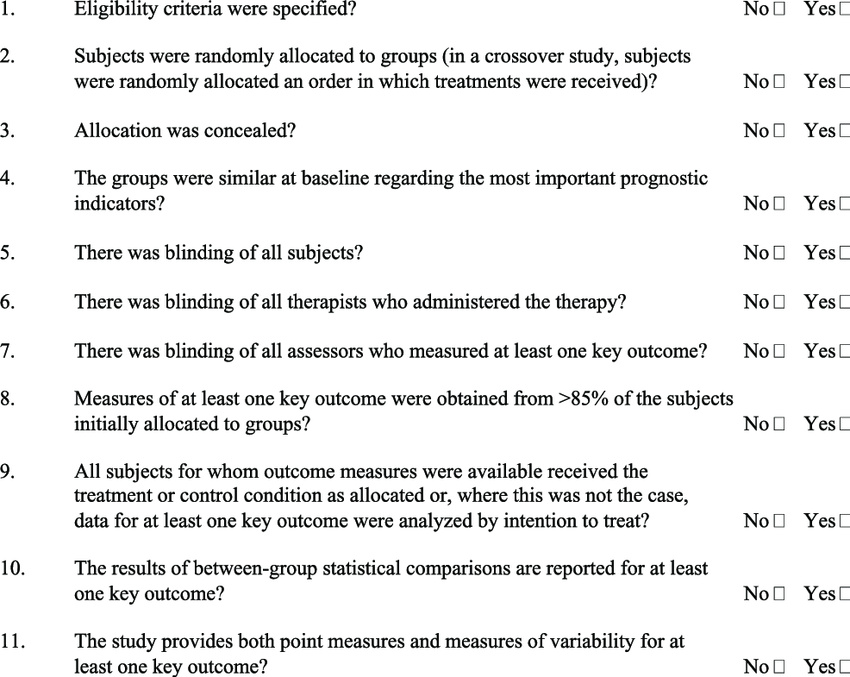 1. Eligibility criteria were specified? No □ Yes □
2. Subjects were randomly allocated to groups (in a crossover study, subjects
were randomly allocated an order in which treatments were received)? No □ Yes □
3. Allocation was concealed? No □ Yes □
4. The groups were similar at baseline regarding the most important prognostic
indicators? No □ Yes □
5. There was blinding of all subjects? No □ Yes □
6. There was blinding of all therapists who administered the therapy? No □ Yes □
7. There was blinding of all assessors who measured at least one key outcome? No □ Yes □
8. Measures of at least one key outcome were obtained from >85% of the subjects
initially allocated to groups? No □ Yes □
9. All subjects for whom outcome measures were available received the
treatment or control condition as allocated or, where this was not the case,
data for at least one key outcome were analyzed by intention to treat? No □ Yes □
10. The results of between-group statistical comparisons are reported for at least
one key outcome? No □ Yes □
11. The study provides both point measures and measures of variability for at
least one key outcome? No □ Yes □